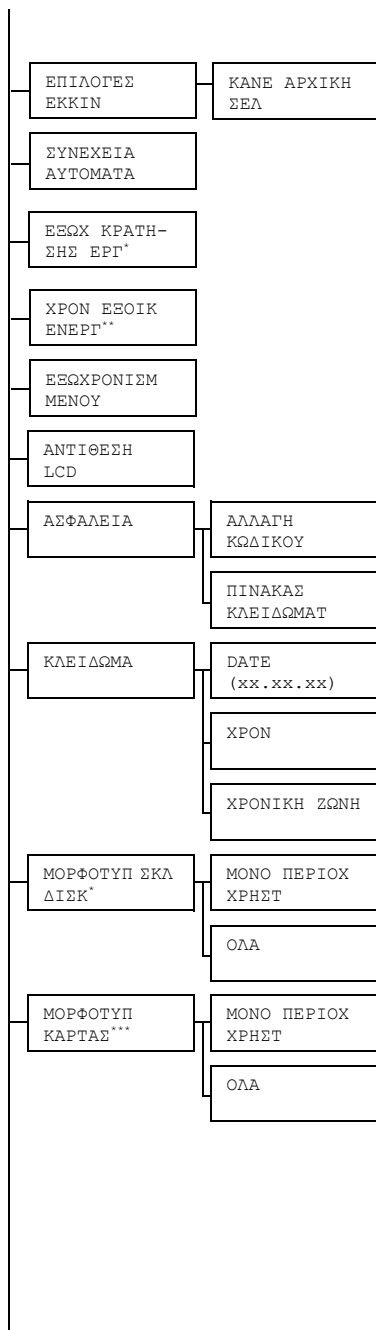 ΕΠΙΛΟΓΕΣ
ΕΚΚΙΝ
ΚΑΝΕ ΑΡΧΙΚΗ
ΣΕΛ
ΣΥΝΕΧΕΙΑ
ΑΥΤΟΜΑΤΑ
ΕΞΩΧ ΚΡΑΤΗ-
ΣΗΣ ΕΡΓ*
ΧΡΟΝ ΕΞΟΙΚ
ΕΝΕΡΓ**
ΕΞΩΧΡΟΝΙΣΜ
ΜΕΝΟΥ
ΑΝΤΙΘΕΣΗ
LCD
ΑΣΦΑΛΕΙΑ
ΑΛΛΑΓΗ
ΚΩΔΙΚΟΥ
ΠΙΝΑΚΑΣ
ΚΛΕΙΔΩΜΑΤ
ΚΛΕΙΔΩΜΑ
DATE
(xx.xx.xx)
ΧΡΟΝ
ΧΡΟΝΙΚΗ ΖΩΝΗ
ΜΟΡΦΟΤΥΠ ΣΚΛ
ΔΙΣΚ*
ΜΟΝΟ ΠΕΡΙΟΧ
ΧΡΗΣΤ
ΟΛΑ
ΜΟΡΦΟΤΥΠ
ΚΑΡΤΑΣ***
ΜΟΝΟ ΠΕΡΙΟΧ
ΧΡΗΣΤ
ΟΛΑ